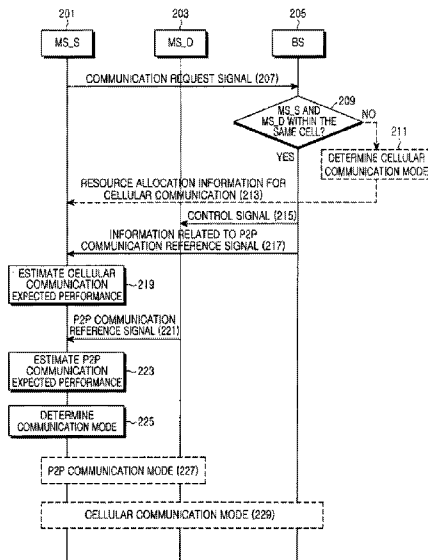 201
203
205
MS_S
MS_D
BS
COMMUNICATION REQUEST SIGNAL (207)
209
MS_S AND
MS_D WITHIN THE
SAME CELL?
NO
211
YES
DETERMINE CELLULAR
COMMUNICATION MODE
RESOURCE ALLOCATION INFORMATION FOR
CELLULAR COMMUNICATION (213)
CONTROL SIGNAL (215)
INFORMATION RELATED TO P2P
COMMUNICATION REFERENCE SIGNAL (217)
ESTIMATE CELLULAR
COMMUNICATION
EXPECTED PERFORMANCE
219
P2P COMMUNICATION
REFERENCE SIGNAL (221)
ESTIMATE P2P
COMMUNICATION
EXPECTED PERFORMANCE
223
DETERMINE
COMMUNICATION MODE
225
P2P COMMUNICATION MODE (227)
CELLULAR COMMUNICATION MODE (229)